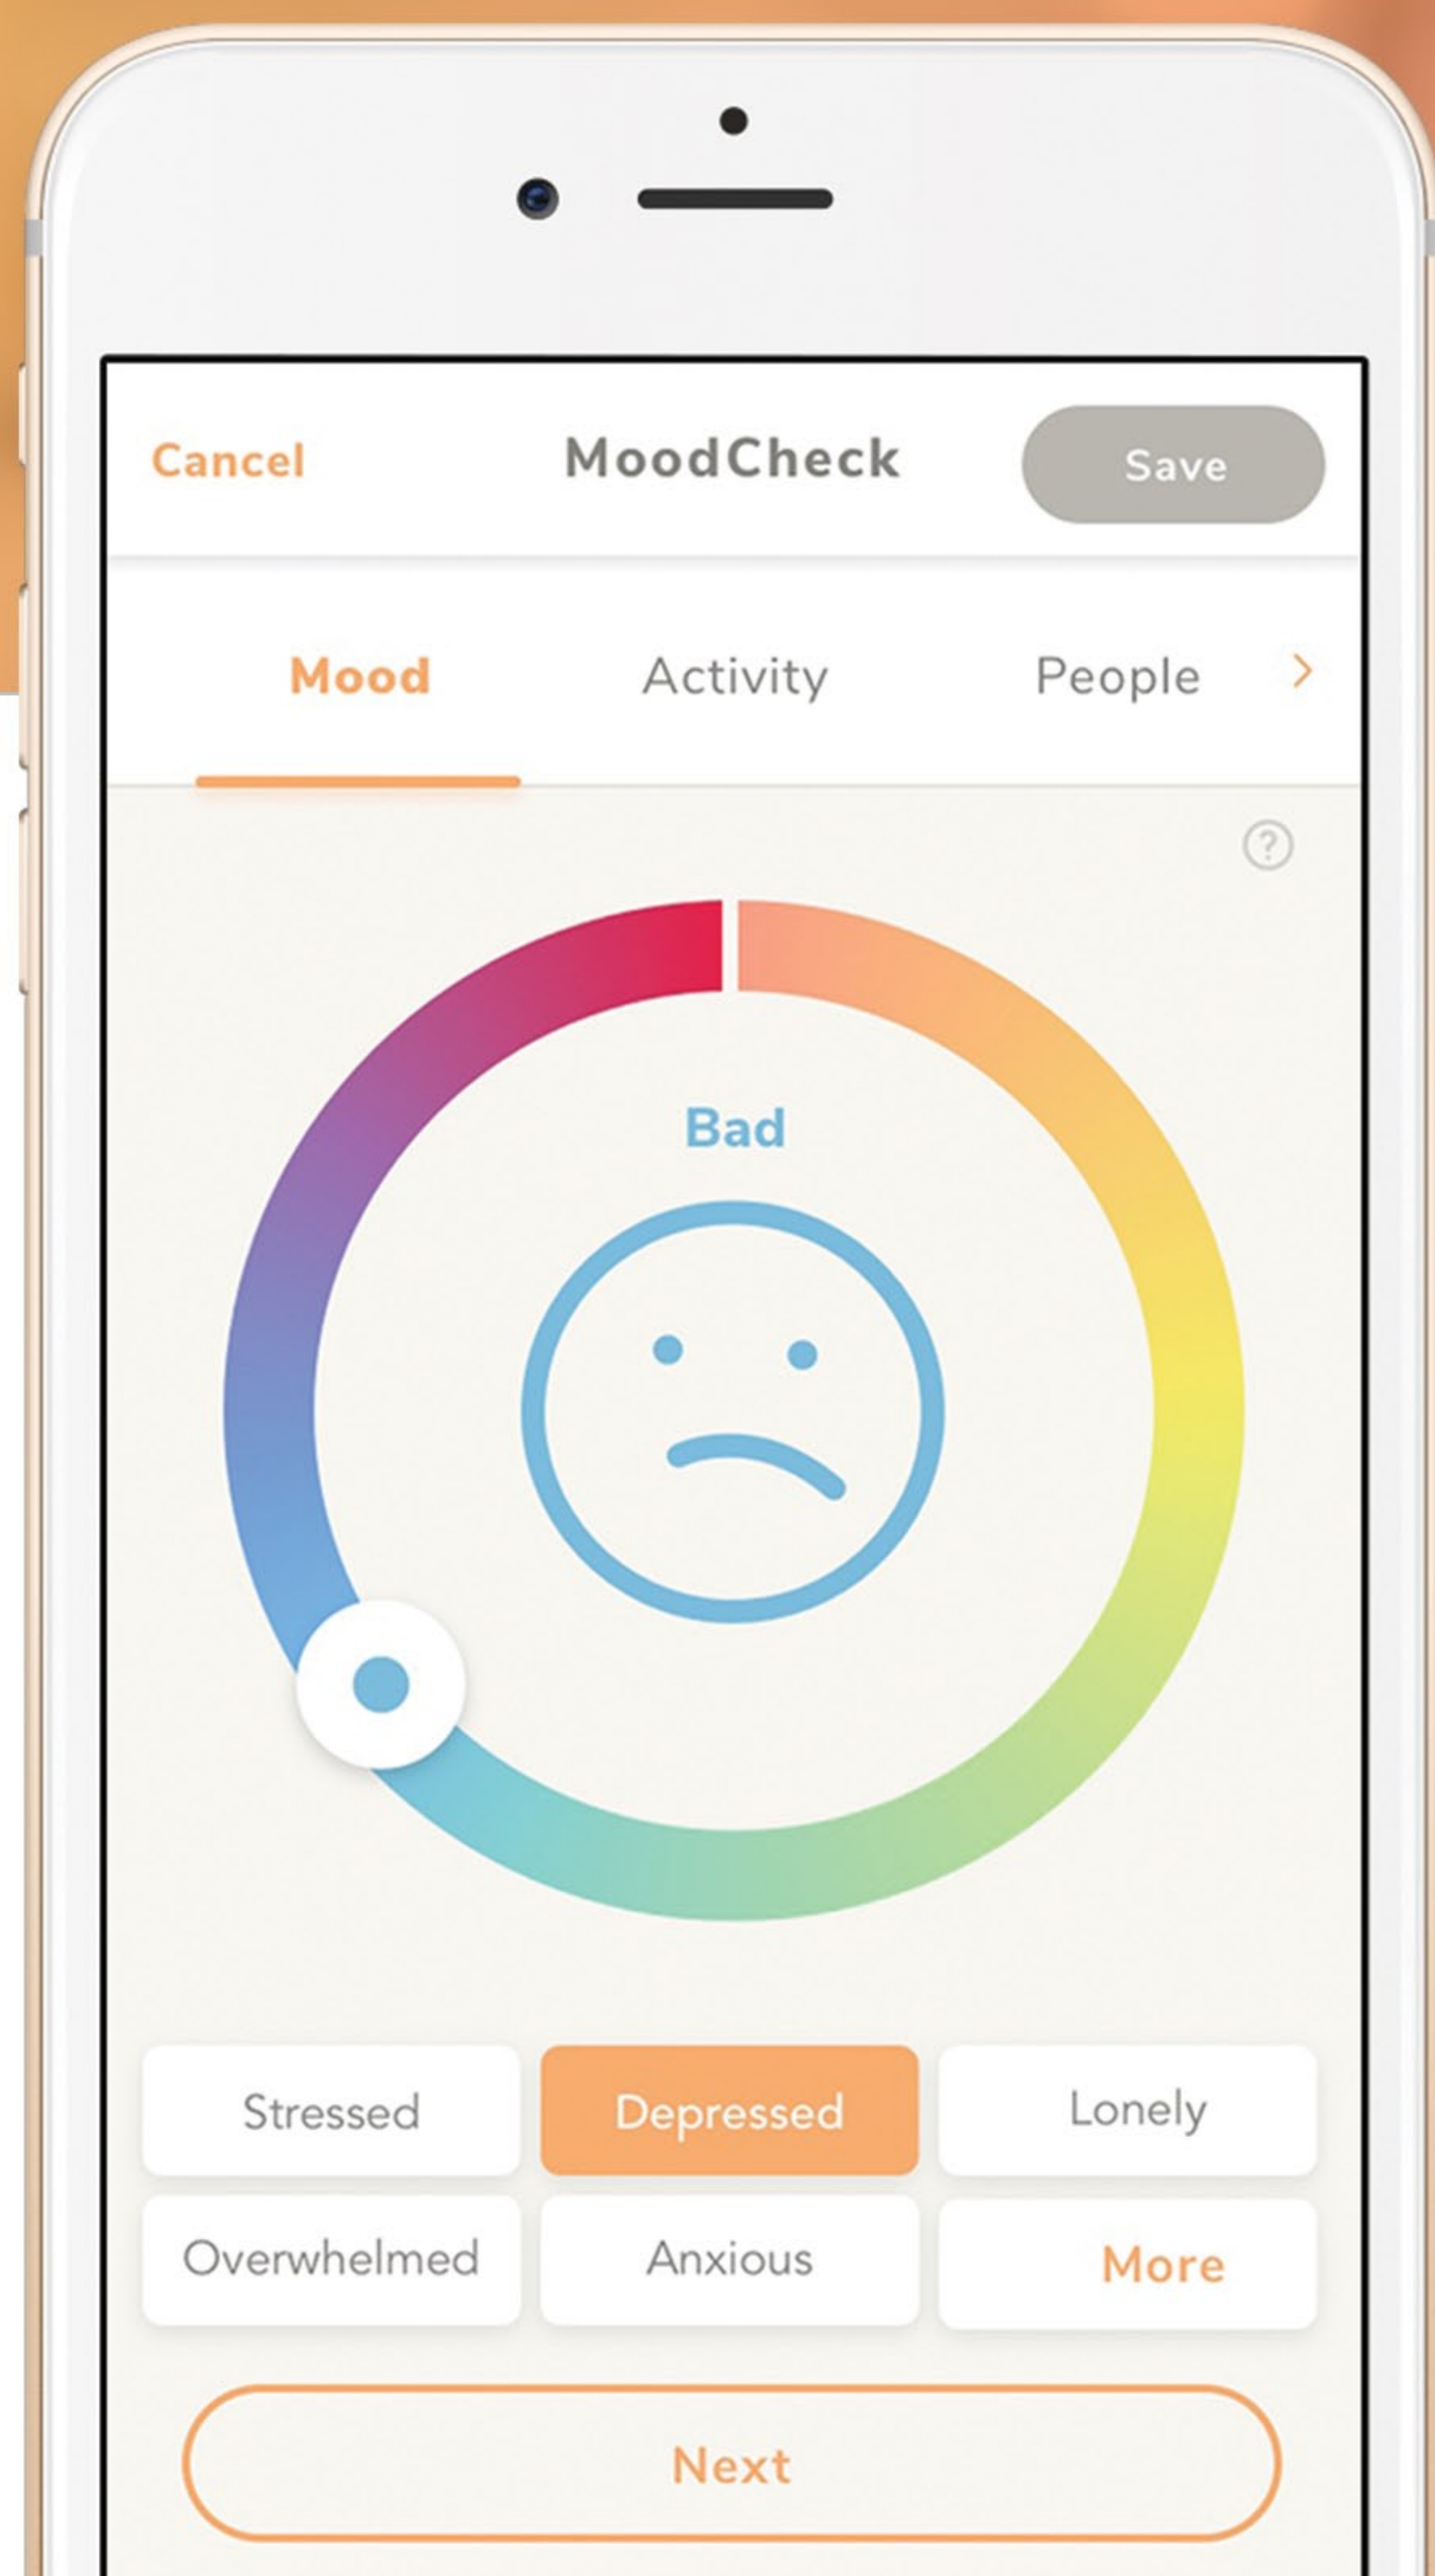 Cancel MoodCheck Save
Mood Activity People >
?
Bad
Stressed Depressed Lonely
Overwhelmed Anxious More
Next